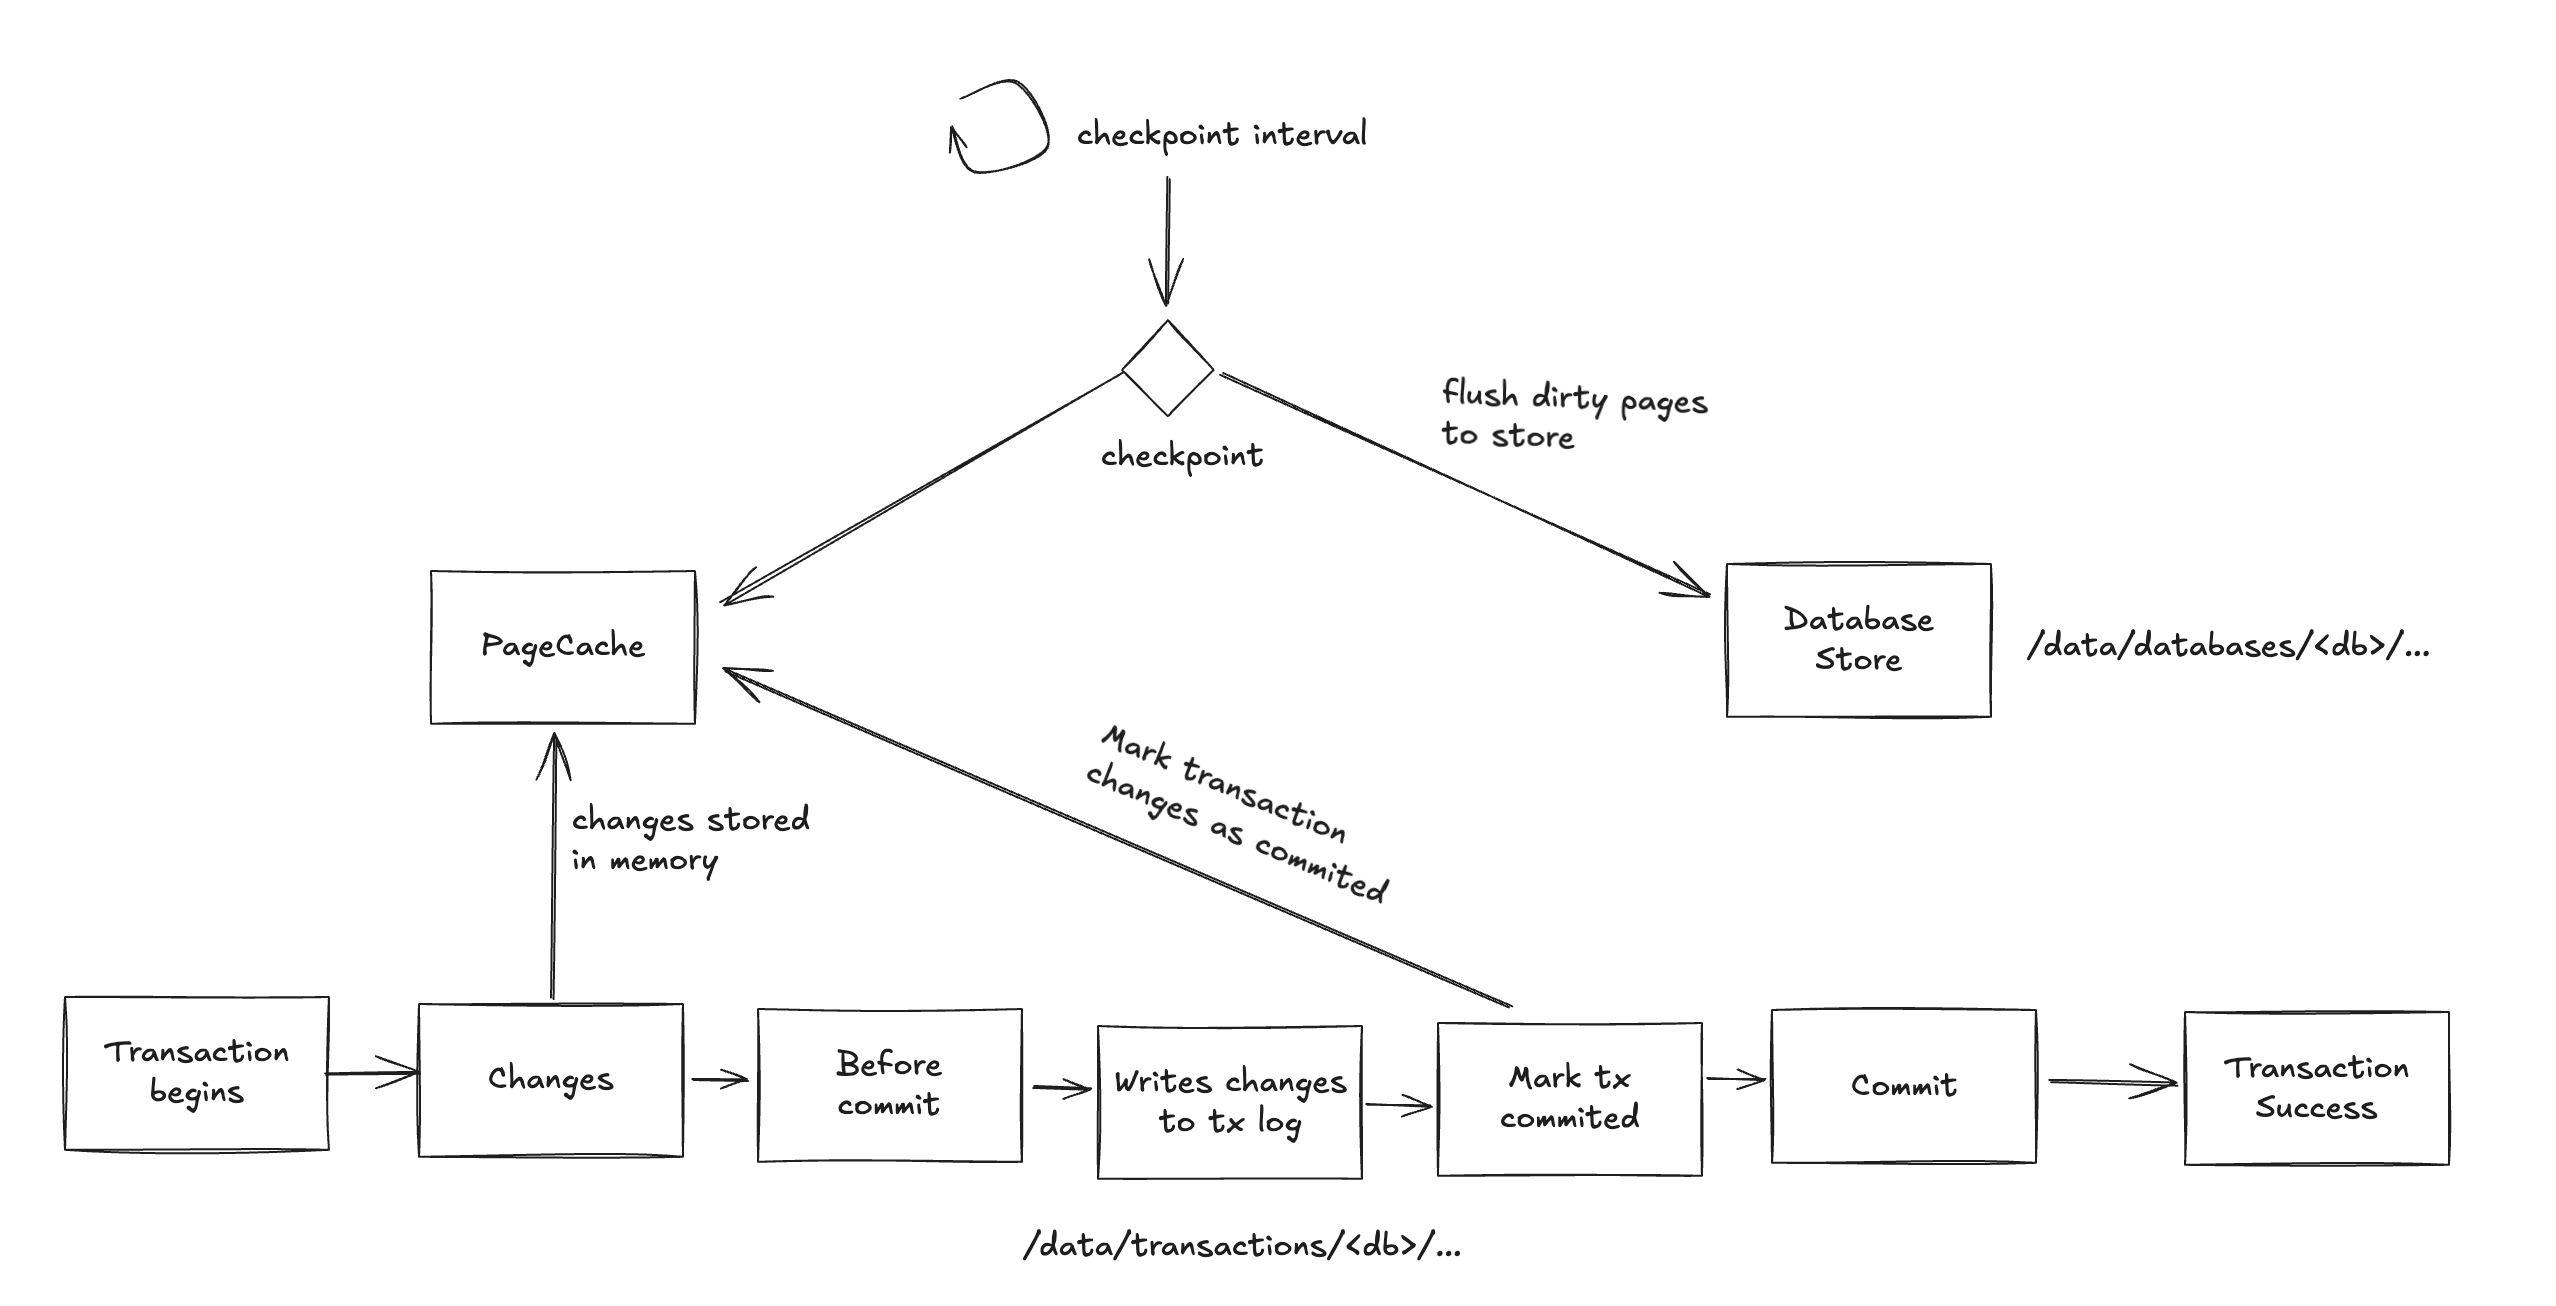 checkpoint interval
flush dirty pages
to store
checkpoint
PageCache
Database
Store
/data/databases/<db>/...
Mark transaction
changes as commited
changes stored
in memory
Transaction
begins
Changes
Before
commit
Writes changes
to tx log
Mark tx
commited
Commit
Transaction
Success
/data/transactions/<db>/...